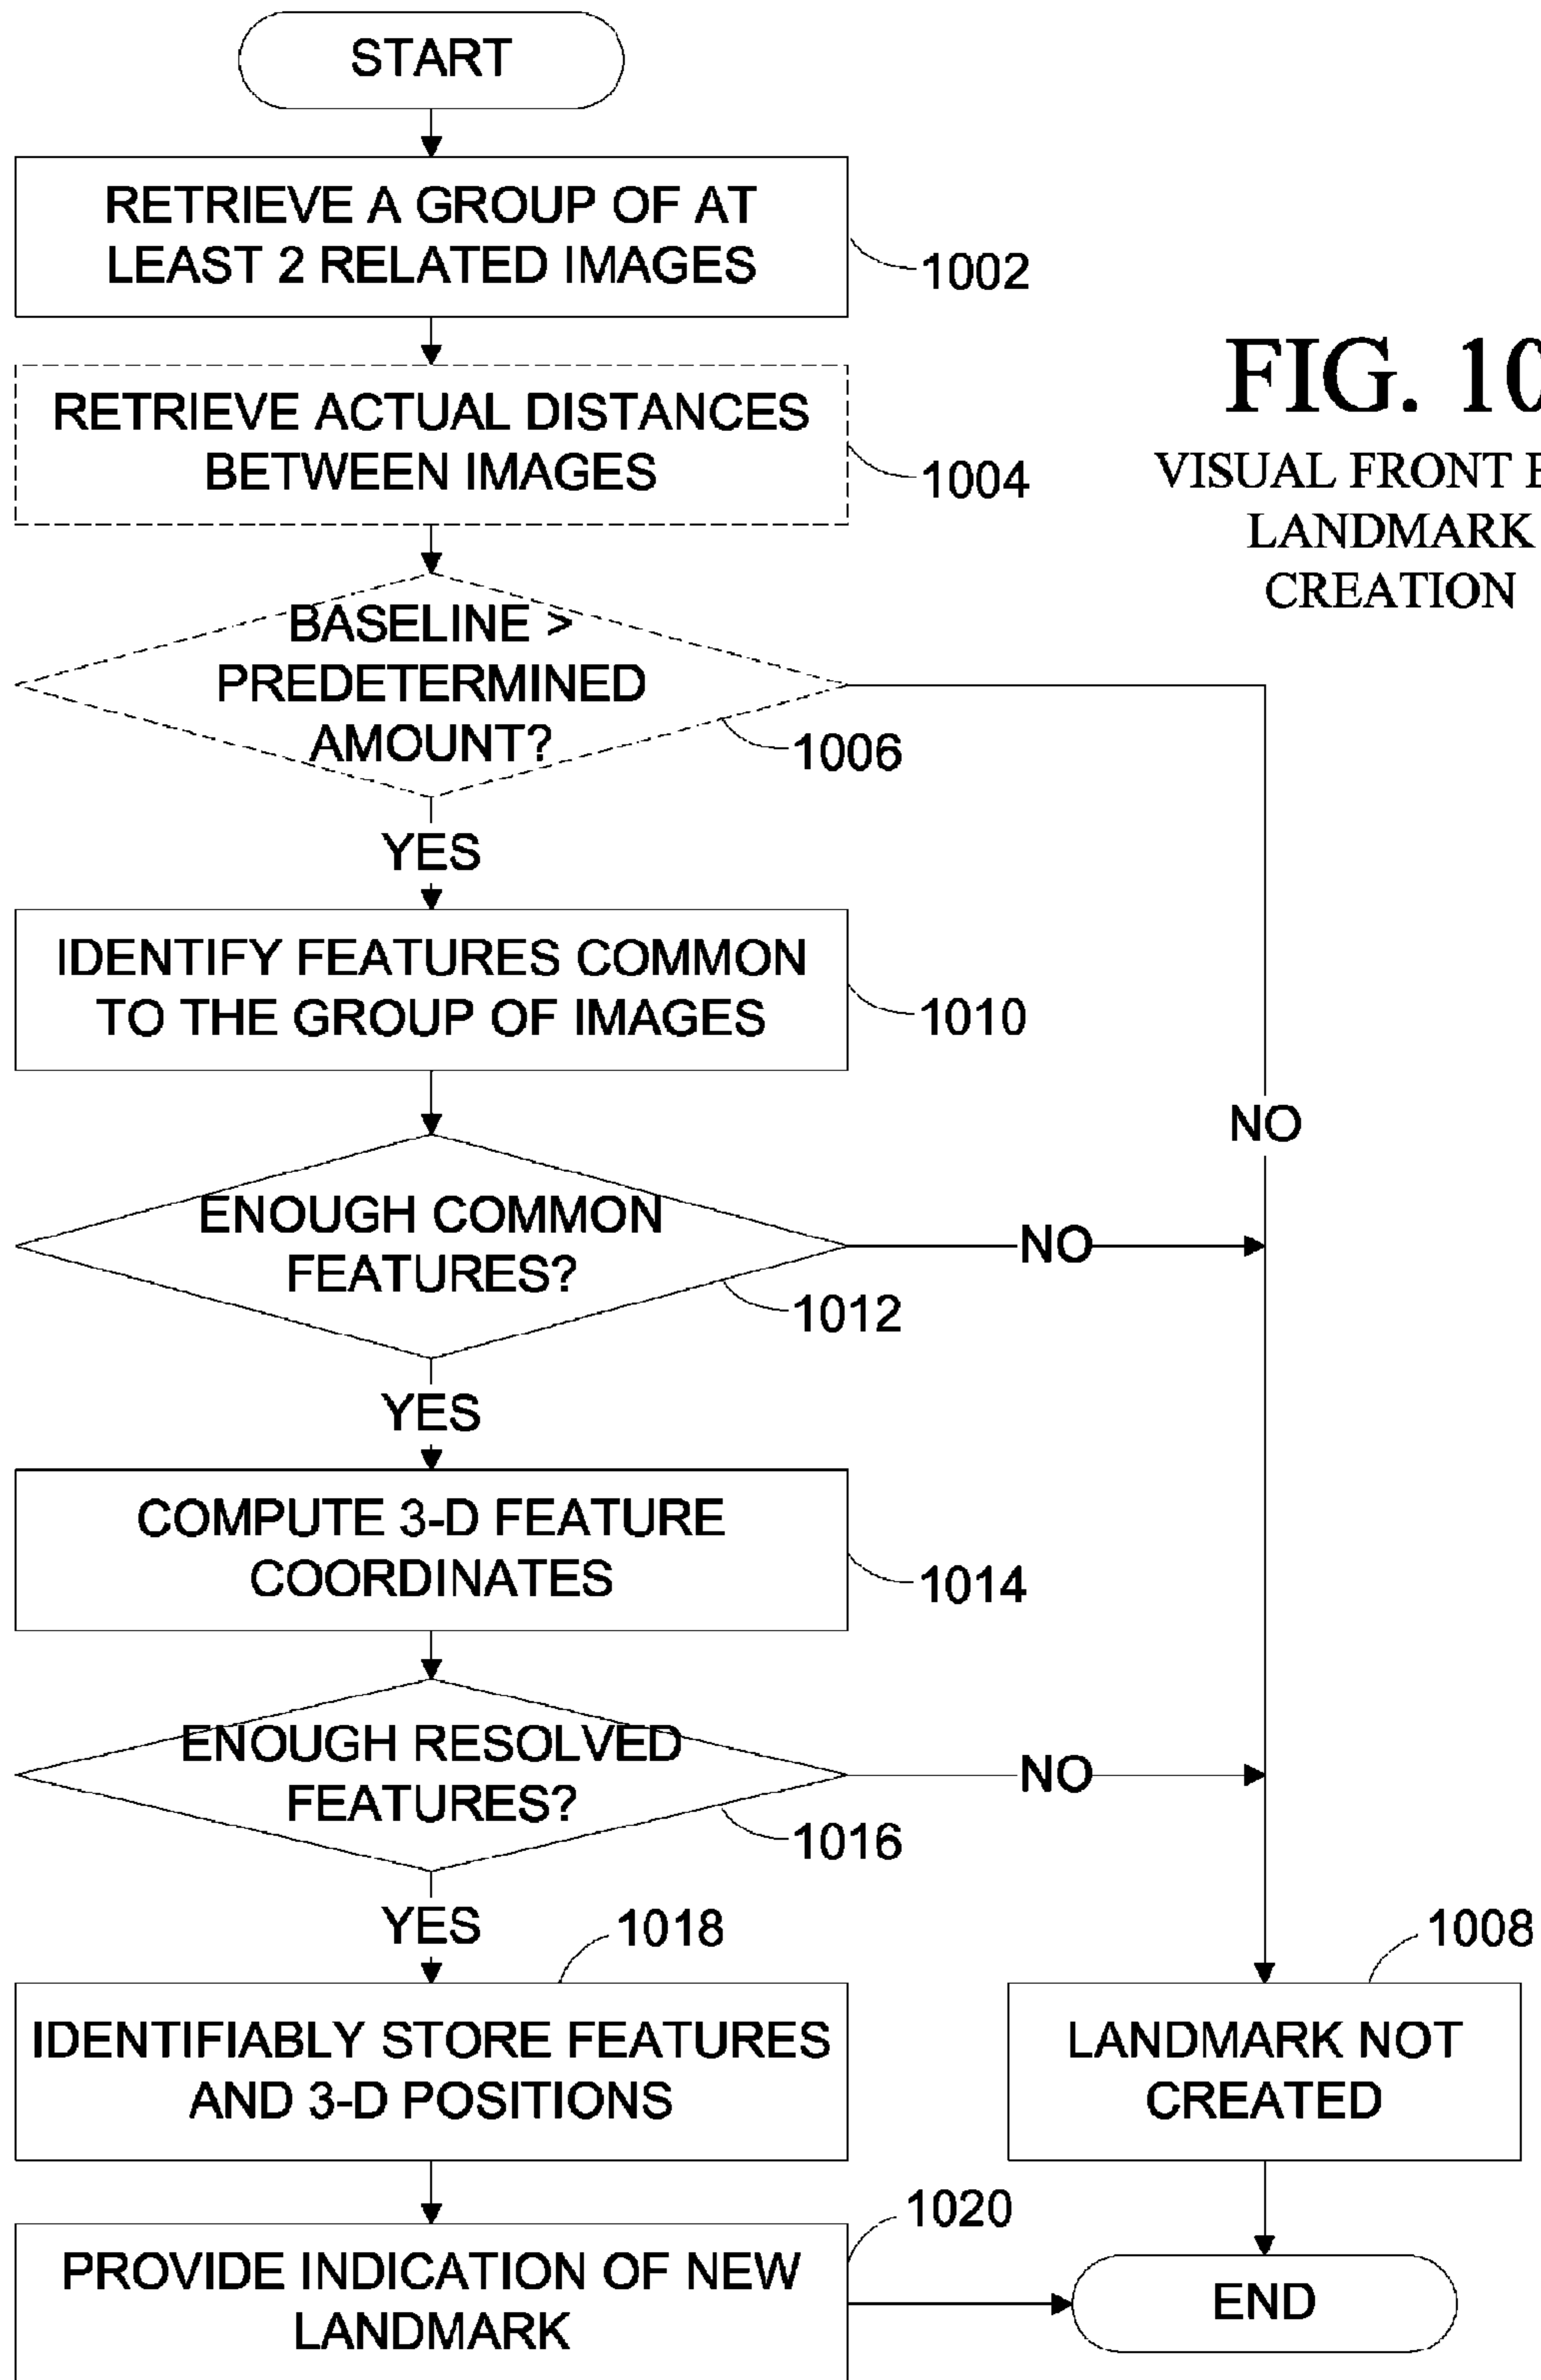 START
RETRIEVE A GROUP OF AT
LEAST 2 RELATED IMAGES
1002
RETRIEVE ACTUAL DISTANCES
BETWEEN IMAGES
1004
FIG. 10
VISUAL FRONT
LANDMARK
CREATION
BASELINE >
PREDETERMINED
AMOUNT?
1006
YES
IDENTIFY FEATURES COMMON
TO THE GROUP OF IMAGES
1010
NO
ENOUGH COMMON
FEATURES?
NO
1012
YES
COMPUTE 3-D FEATURE
COORDINATES
1014
ENOUGH RESOLVED
FEATURES?
NO
1016
YES
1018
1008
IDENTIFIABLY STORE FEATURES
AND 3-D POSITIONS
LANDMARK NOT
CREATED
1020
PROVIDE INDICATION OF NEW
LANDMARK
END